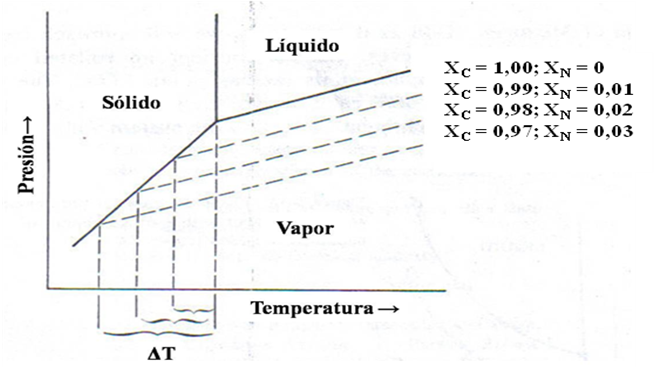 Líquido
Sólido
X_C = 1,00; X_N = 0
X_C = 0,99; X_N = 0,01
X_C = 0,98; X_N = 0,02
X_C = 0,97; X_N = 0,03
Presión→
Vapor
Temperatura→
ΔT